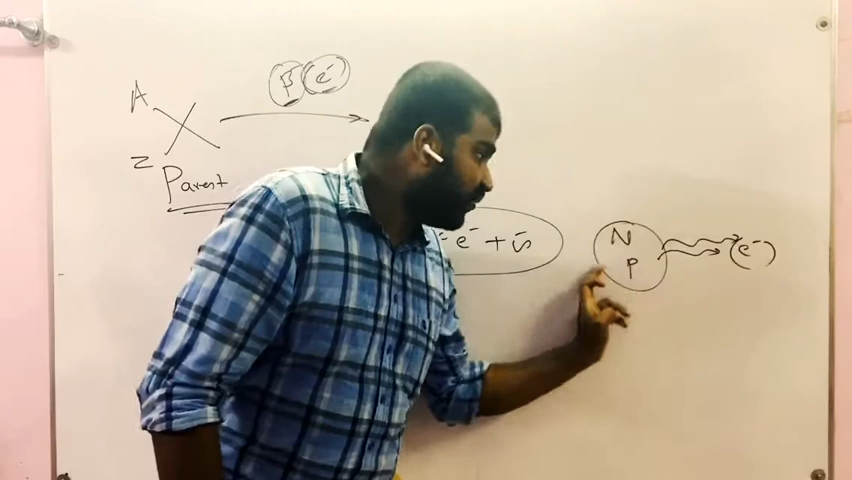 β e⁻
A
X
Z
Parent
e⁻ + ν̄
N
P
(e⁻)